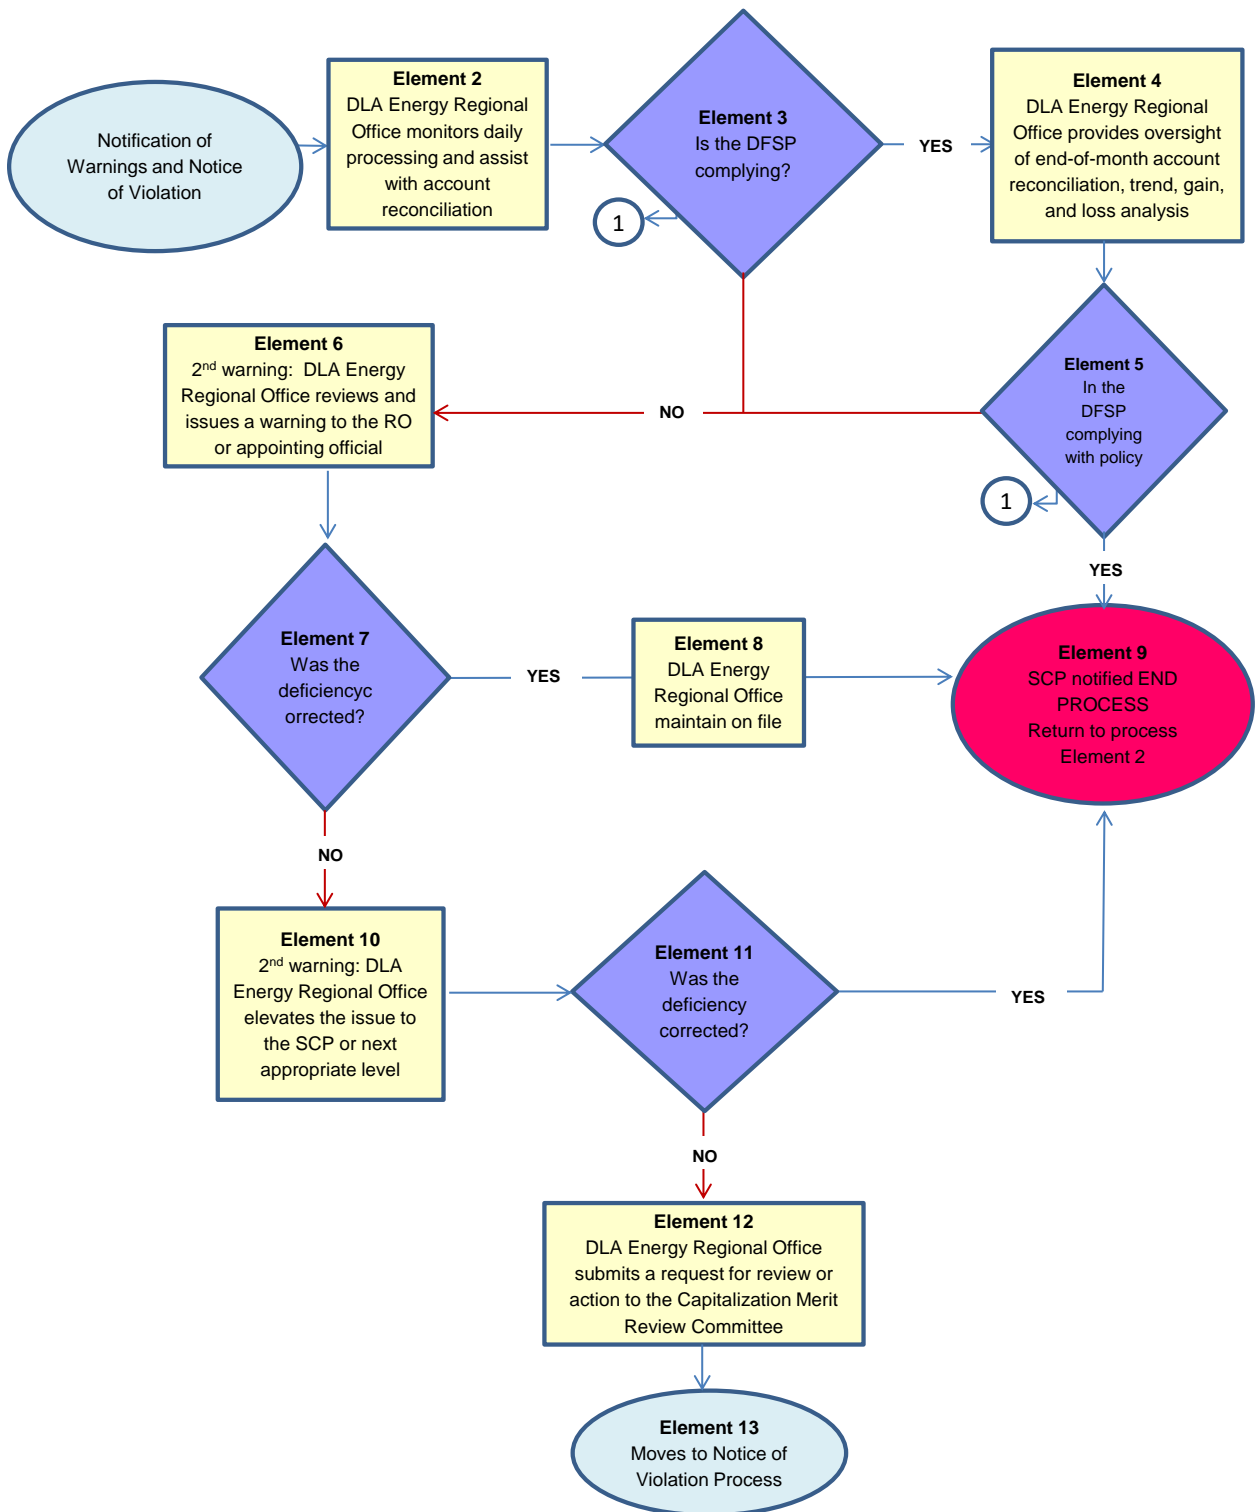 Notification of
Warnings and Notice
of Violation
Element 2
DLA Energy Regional
Office monitors daily
processing and assist
with account
reconciliation
Element 3
Is the DFSP
complying?
1
YES
Element 4
DLA Energy Regional
Office provides oversight
of end-of-month account
reconciliation, trend, gain,
and loss analysis
Element 5
In the
DFSP
complying
with policy
1
NO
YES
Element 6
2nd warning: DLA Energy
Regional Office reviews and
issues a warning to the RO
or appointing official
Element 7
Was the
deficiencyc
orrected?
YES
Element 8
DLA Energy
Regional Office
maintain on file
Element 9
SCP notified END
PROCESS
Return to process
Element 2
NO
Element 10
2nd warning: DLA
Energy Regional Office
elevates the issue to
the SCP or next
appropriate level
Element 11
Was the
deficiency
corrected?
YES
NO
Element 12
DLA Energy Regional Office
submits a request for review or
action to the Capitalization Merit
Review Committee
Element 13
Moves to Notice of
Violation Process